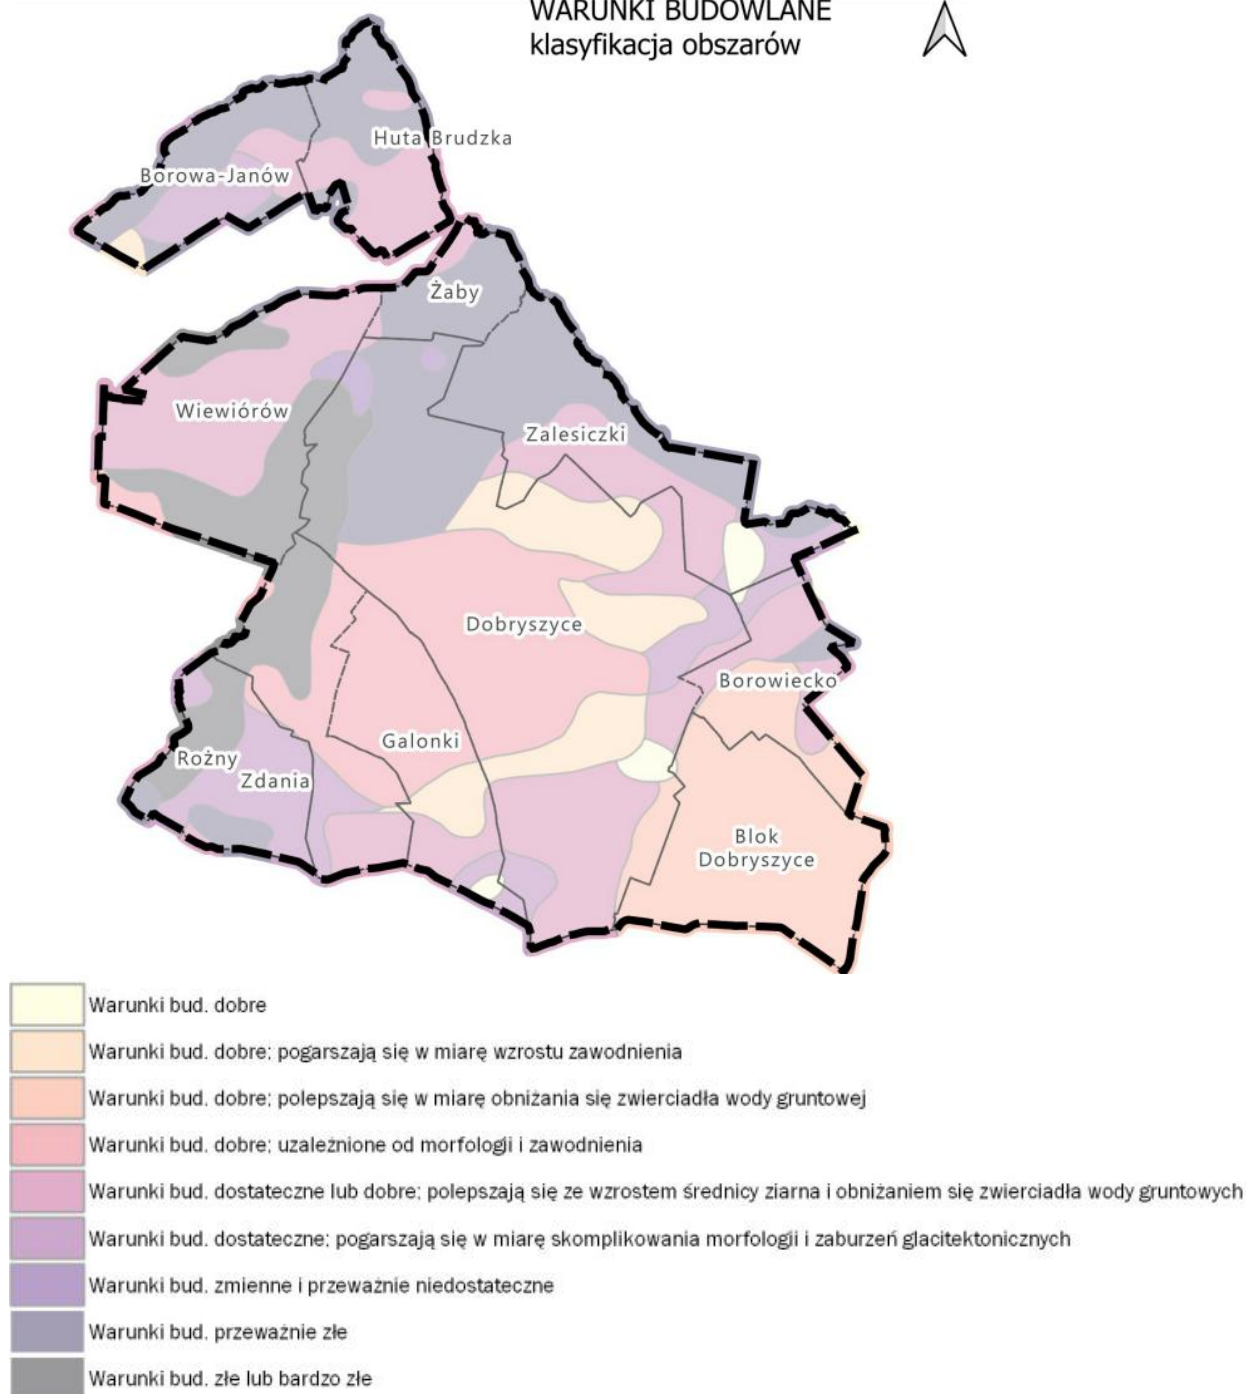 WARUNKI BUDOWLANE
klasyfikacja obszarów
Huta Brudzka
Borowa-Janów
Żaby
Wiewiórów
Zalesiczki
Dobryszyce
Borowiecko
Galonki
Rożny
Zdania
Blok
Dobryszyce
Warunki bud. dobre
Warunki bud. dobre; pogarszają się w miarę wzrostu zawodnienia
Warunki bud. dobre; polepszają się w miarę obniżania się zwierciadła wody gruntowej
Warunki bud. dobre; uzależnione od morfologii i zawodnienia
Warunki bud. dostateczne lub dobre; polepszają się ze wzrostem średnicy ziarna i obniżaniem się zwierciadła wody gruntowych
Warunki bud. dostateczne; pogarszają się w miarę skomplikowania morfologii i zaburzeń glacitektonicznych
Warunki bud. zmienne i przeważnie niedostateczne
Warunki bud. przeważnie złe
Warunki bud. złe lub bardzo złe